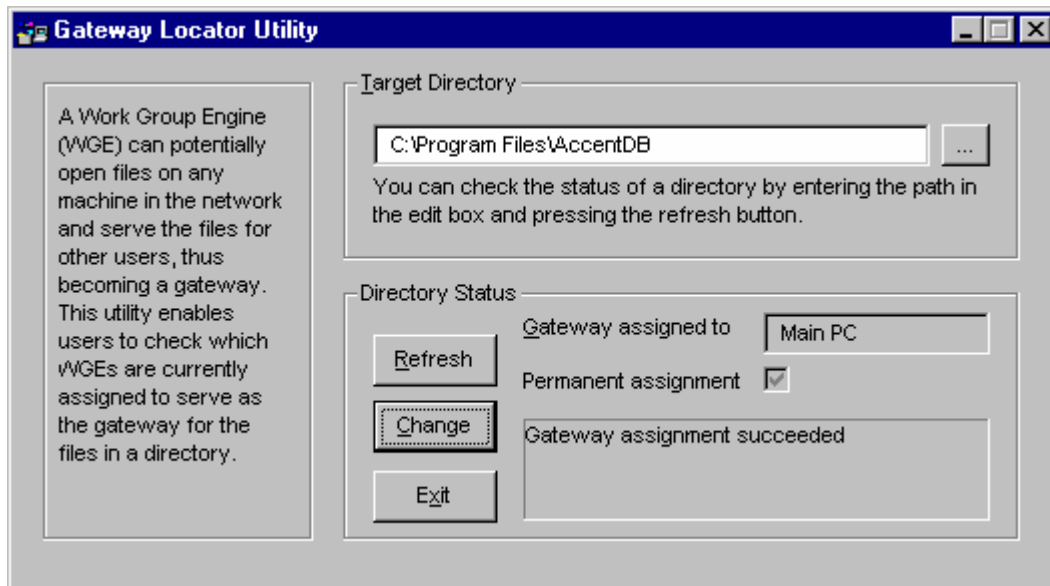 Gateway Locator Utility
A Work Group Engine
(WGE) can potentially
open files on any
machine in the network
and serve the files for
other users, thus
becoming a gateway.
This utility enables
users to check which
WGEs are currently
assigned to serve as
the gateway for the
files in a directory.
Target Directory
C:\Program Files\AccentDB
...
You can check the status of a directory by entering the path in
the edit box and pressing the refresh button.
Directory Status
Refresh
Change
Exit
Gateway assigned to
Main PC
Permanent assignment
Gateway assignment succeeded